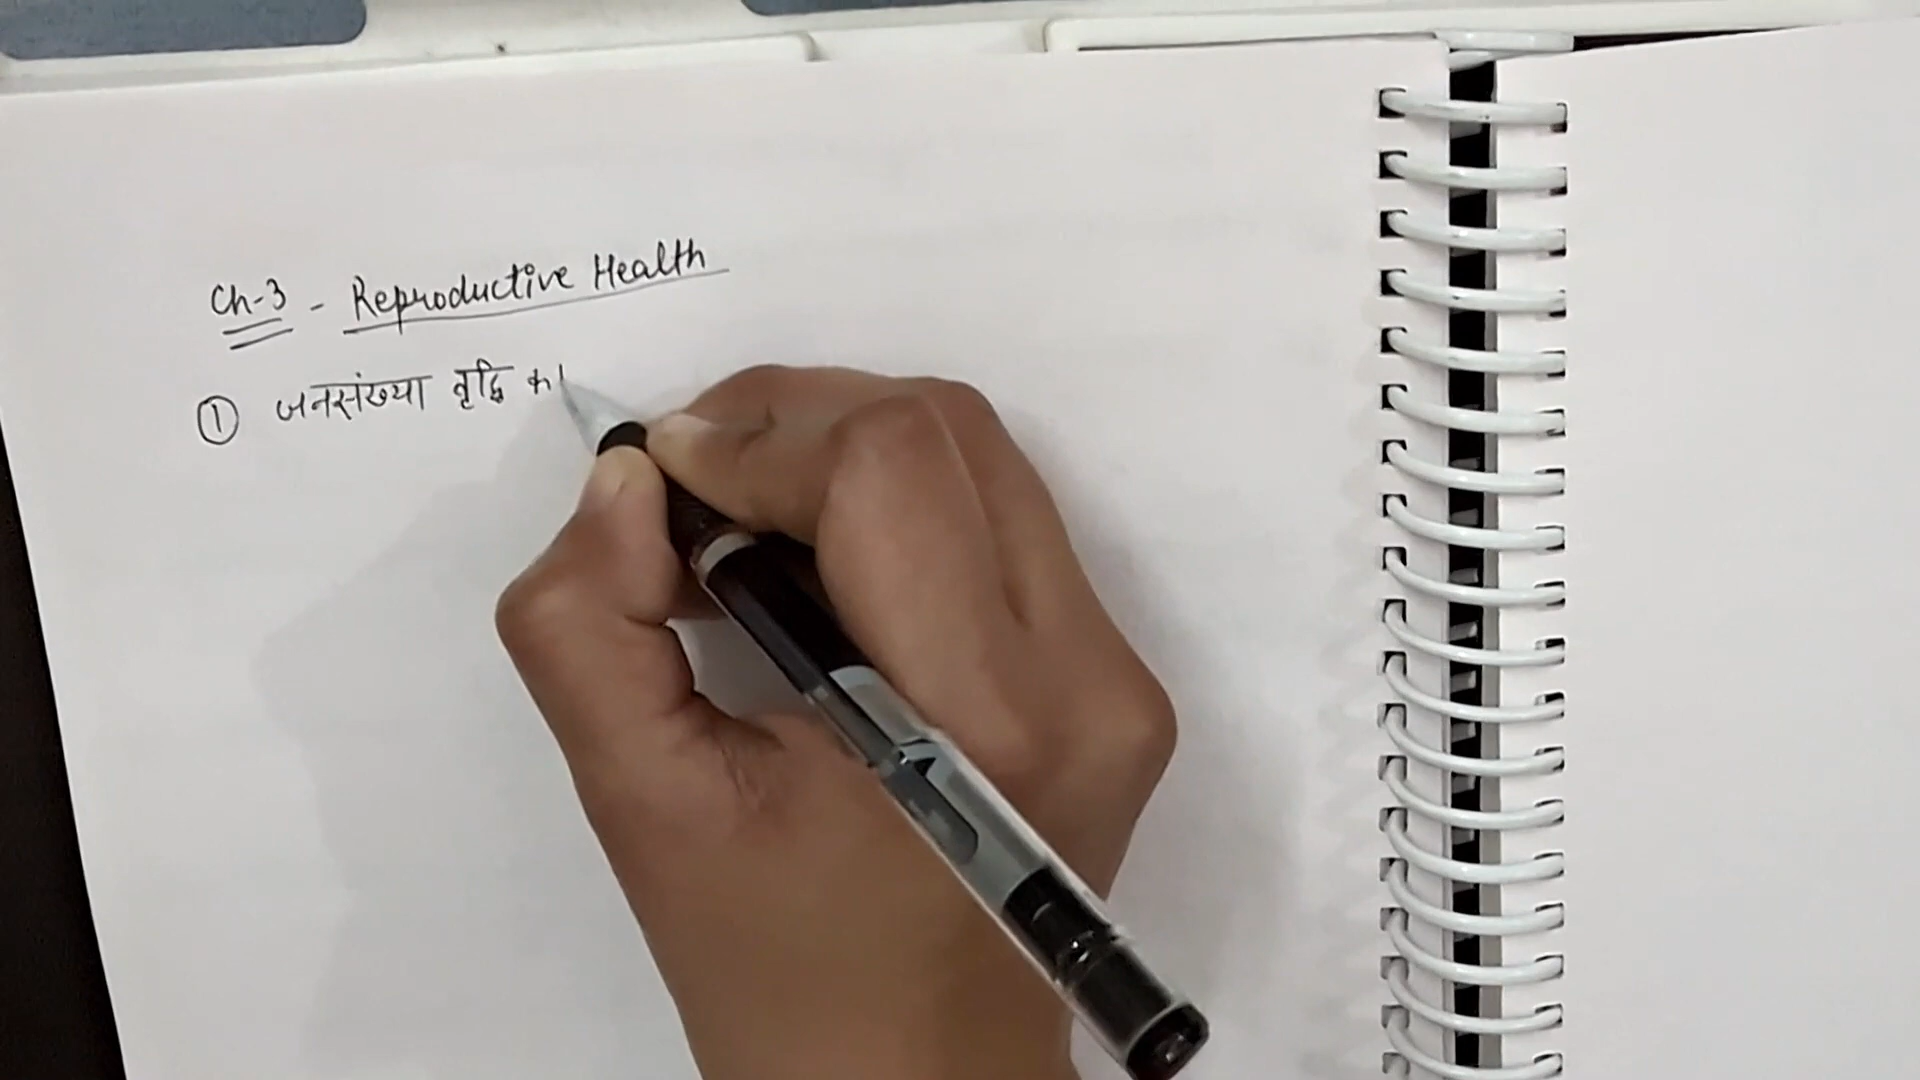 Ch-3 - Reproductive Health
① जनसंख्या वृद्धि का